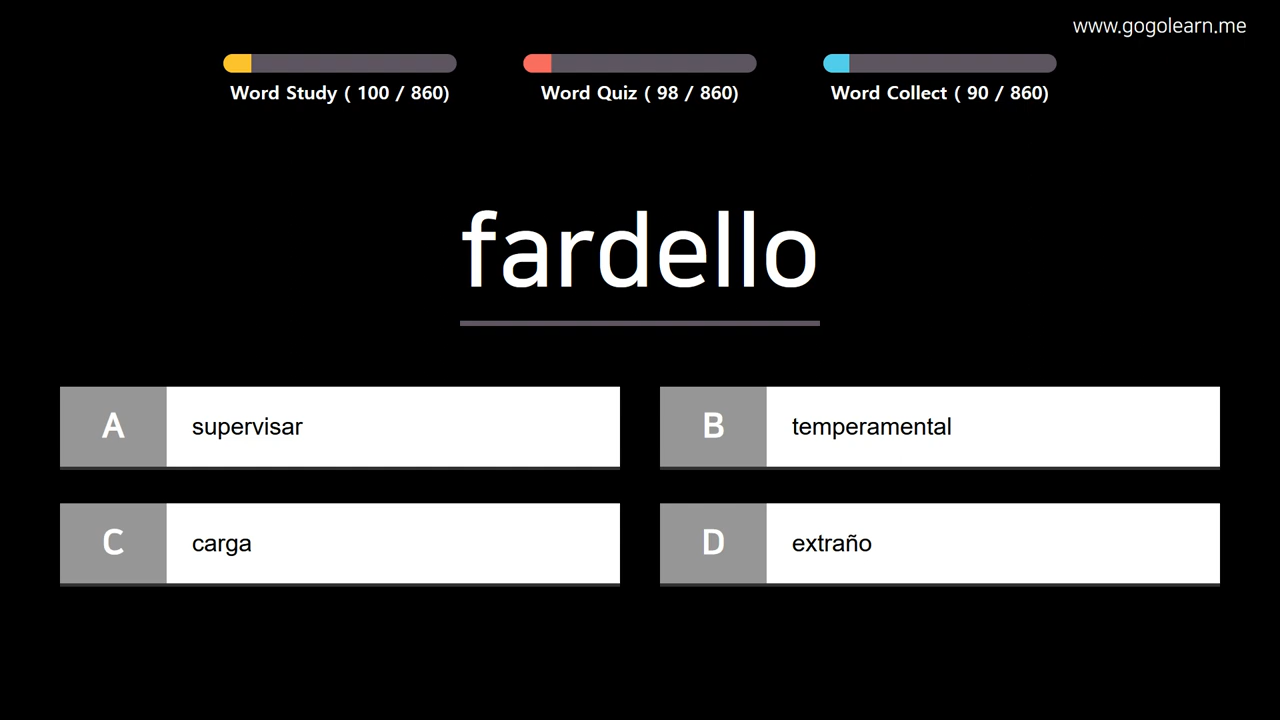 www.gogolearn.me
Word Study ( 100 / 860)
Word Quiz ( 98 / 860)
Word Collect ( 90 / 860)
fardello
A supervisar
B temperamental
C carga
D extraño